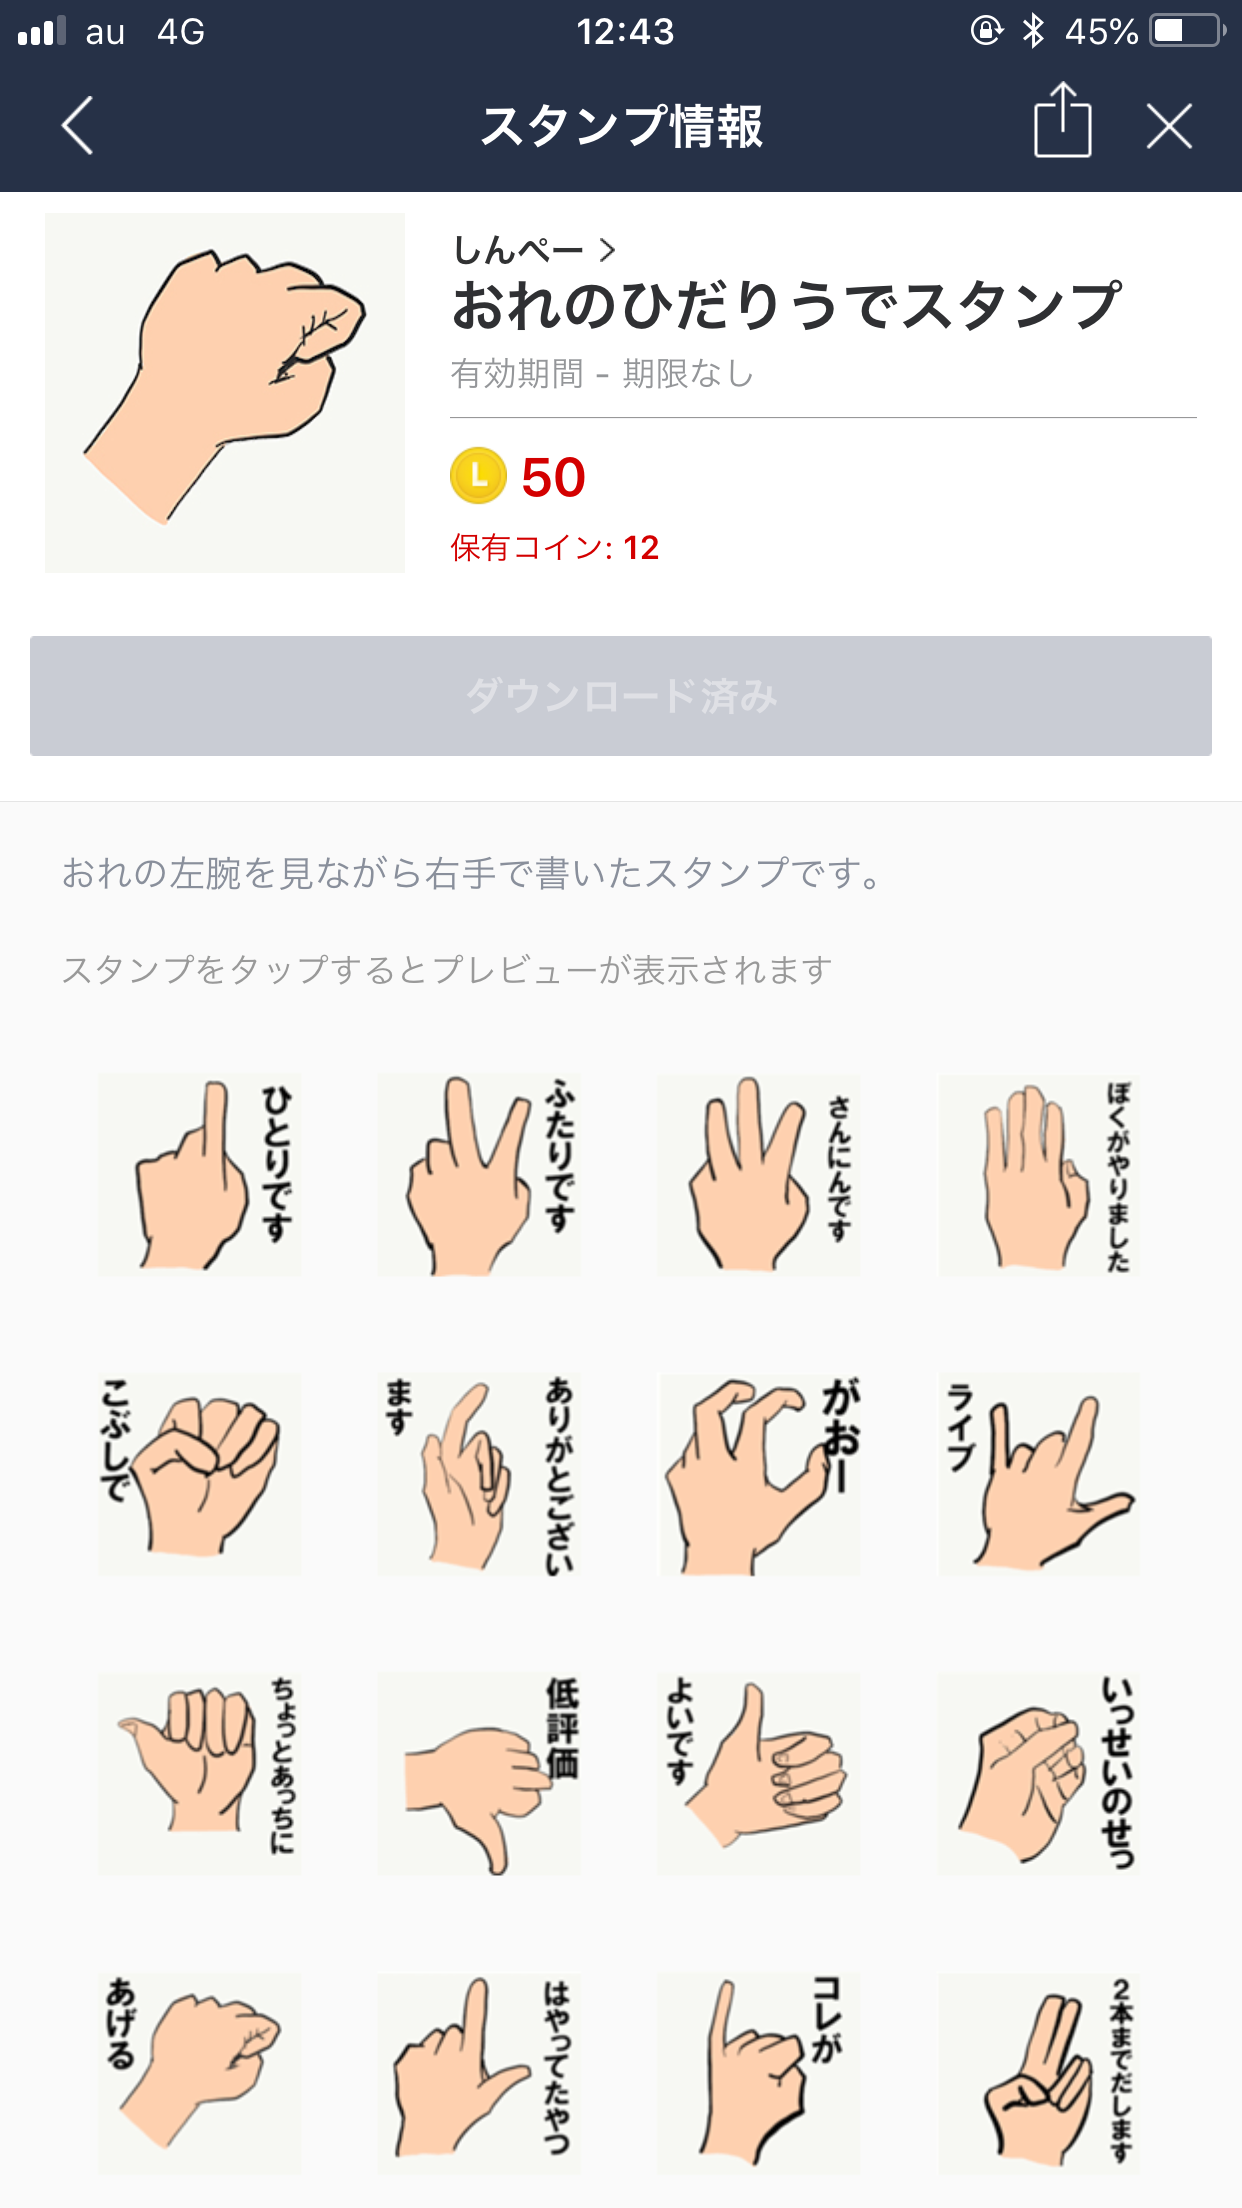 au 4G 12:43 45%
スタンプ情報
しんぺー
おれのひだりうでスタンプ
有効期間 - 期限なし
L 50
保有コイン: 12
ダウンロード済み
おれの左腕を見ながら右手で書いたスタンプです。
スタンプをタップするとプレビューが表示されます
ひとりです
ふたりです
さんにんです
ぼくがやりました
こぶしで
ありがとござい
ます
がおー
ライブ
ちょっとあっちに
低評価
よいです
いっせいのせっ
あげる
はやってたやつ
コレが
2本までだします